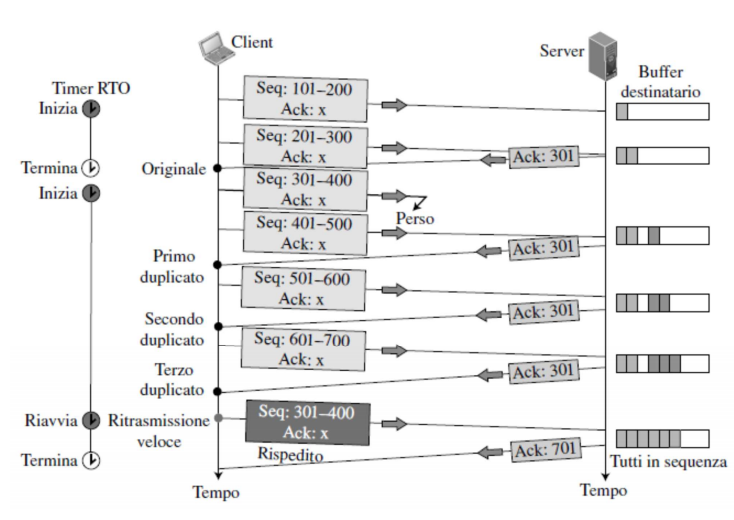 Client
Server
Timer RTO
Buffer
destinatario
Inizia
Seq: 101–200
Ack: x
Seq: 201–300
Ack: x
Ack: 301
Termina
Originale
Inizia
Seq: 301–400
Ack: x
Perso
Seq: 401–500
Ack: x
Ack: 301
Primo
duplicato
Seq: 501–600
Ack: x
Ack: 301
Secondo
duplicato
Seq: 601–700
Ack: x
Ack: 301
Terzo
duplicato
Riavvia
Ritrasmissione
veloce
Seq: 301–400
Ack: x
Rispedito
Ack: 701
Termina
Tutti in sequenza
Tempo
Tempo